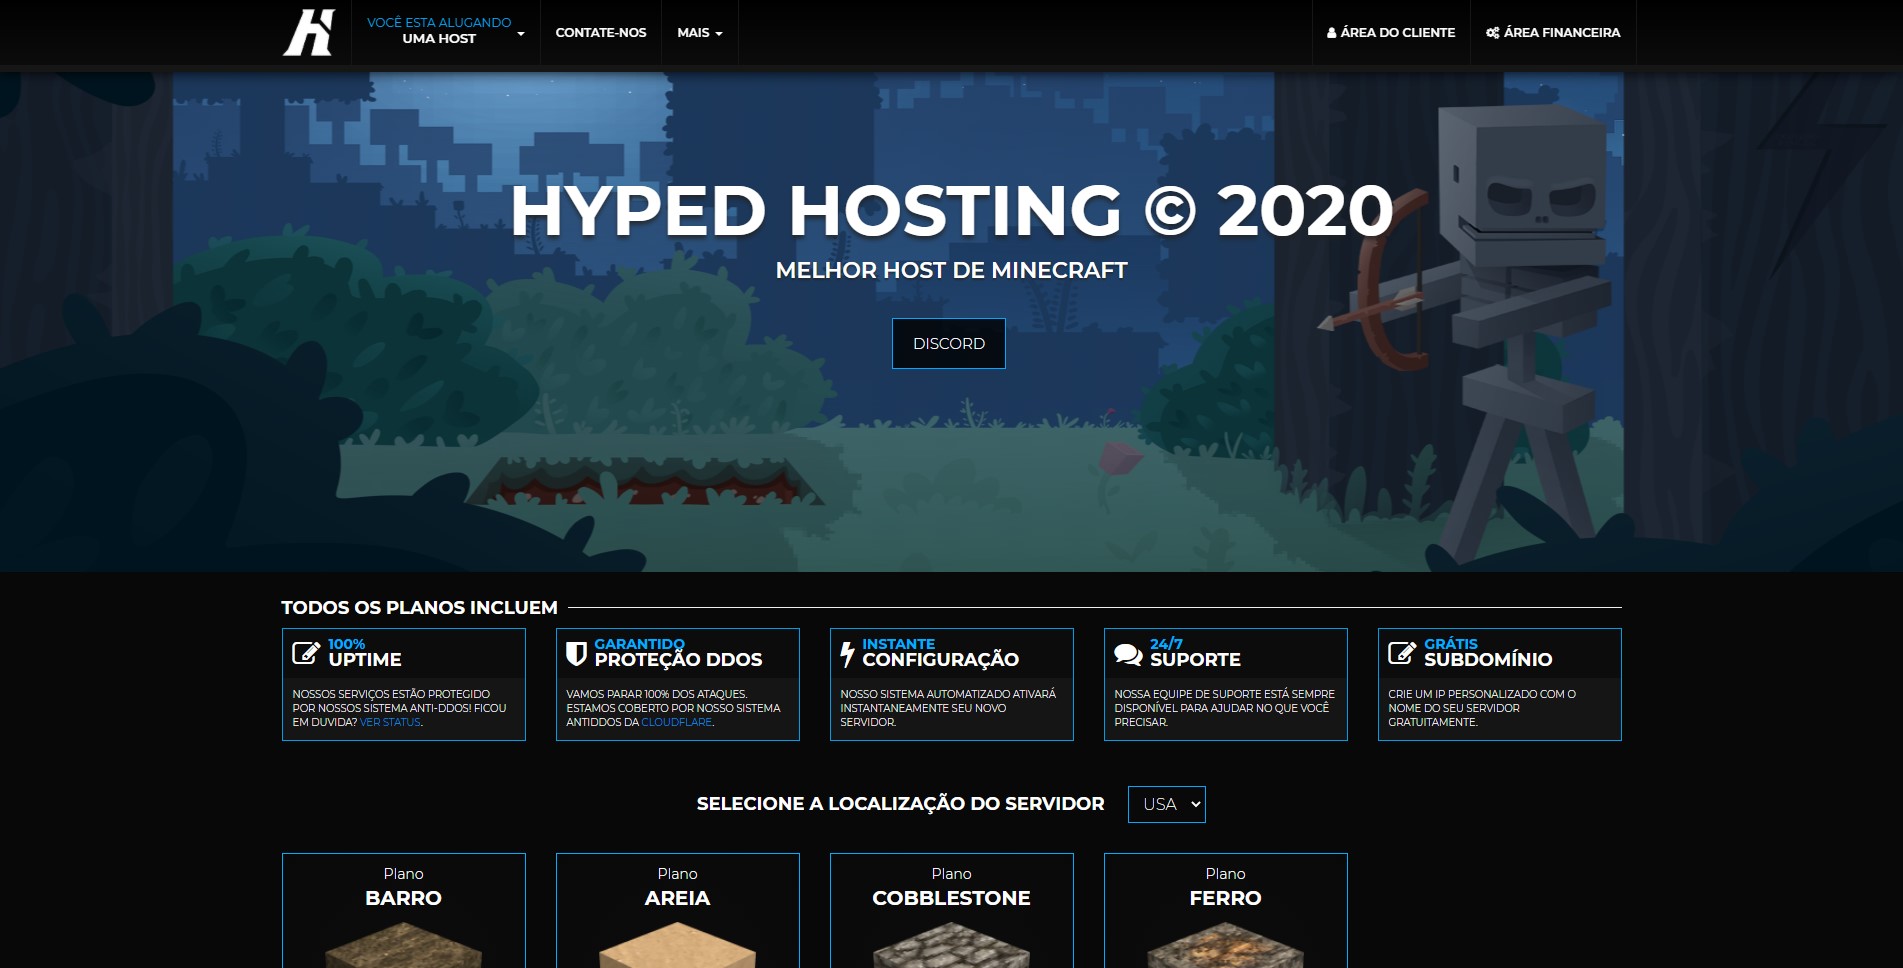 VOCÊ ESTA ALUGANDO
UMA HOST
CONTATE-NOS
MAIS
ÁREA DO CLIENTE
ÁREA FINANCEIRA
HYPED HOSTING © 2020
MELHOR HOST DE MINECRAFT
DISCORD
TODOS OS PLANOS INCLUEM
100%
UPTIME
NOSSOS SERVIÇOS ESTÃO PROTEGIDO
POR NOSSOS SISTEMA ANTI-DDOS! FICOU
EM DUVIDA? VER STATUS.
GARANTIDO
PROTEÇÃO DDOS
VAMOS PARAR 100% DOS ATAQUES.
ESTAMOS COBERTO POR NOSSO SISTEMA
ANTIDDOS DA CLOUDFLARE.
INSTANTE
CONFIGURAÇÃO
NOSSO SISTEMA AUTOMATIZADO ATIVARÁ
INSTANTANEAMENTE SEU NOVO
SERVIDOR.
24/7
SUPORTE
NOSSA EQUIPE DE SUPORTE ESTÁ SEMPRE
DISPONÍVEL PARA AJUDAR NO QUE VOCÊ
PRECISAR.
GRÁTIS
SUBDOMÍNIO
CRIE UM IP PERSONALIZADO COM O
NOME DO SEU SERVIDOR
GRATUITAMENTE.
SELECIONE A LOCALIZAÇÃO DO SERVIDOR
USA
Plano
BARRO
Plano
AREIA
Plano
COBBLESTONE
Plano
FERRO